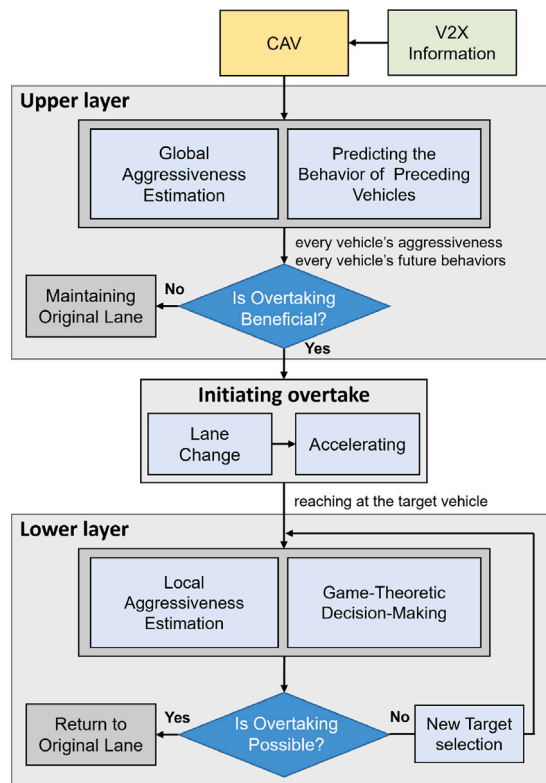 CAV
V2X
Information
Upper layer
Global
Aggressiveness
Estimation
Predicting the
Behavior of Preceding
Vehicles
every vehicle's aggressiveness
every vehicle's future behaviors
Maintaining
Original Lane
No
Is Overtaking
Beneficial?
Yes
Initiating overtake
Lane
Change
Accelerating
reaching at the target vehicle
Lower layer
Local
Aggressiveness
Estimation
Game-Theoretic
Decision-Making
Return to
Original Lane
Yes
Is Overtaking
Possible?
No
New Target
selection